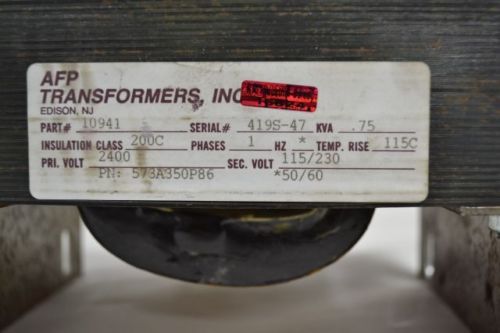 AFP
TRANSFORMERS, INC
EDISON, NJ
PART# 10941 SERIAL# 419S-47 KVA .75
INSULATION CLASS 200C PHASES 1 HZ * TEMP. RISE 115C
PRI. VOLT 2400 SEC. VOLT 115/230
PN: 573A350P86 *50/60